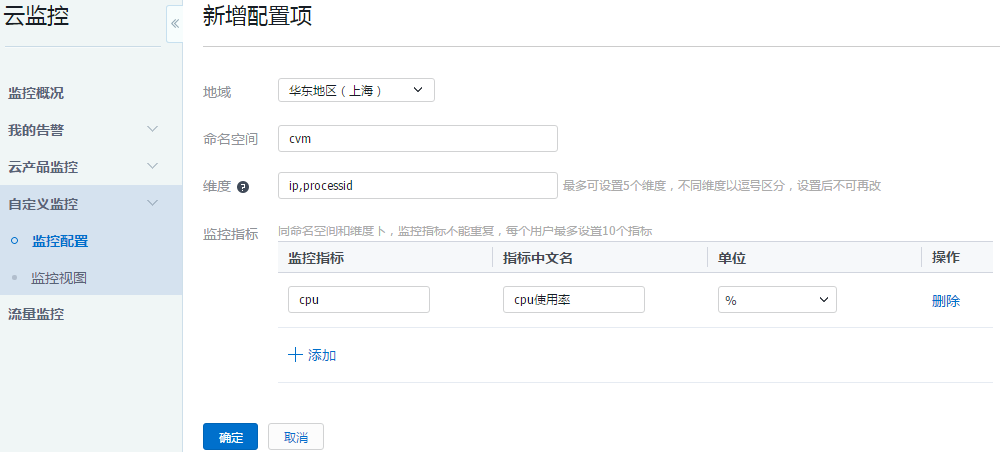 云监控
监控概况
我的告警
云产品监控
自定义监控
监控配置
监控视图
流量监控
新增配置项
地域 华东地区（上海）
命名空间 cvm
维度 ? ip,processid 最多可设置5个维度，不同维度以逗号区分，设置后不可再改
监控指标 同命名空间和维度下，监控指标不能重复，每个用户最多设置10个指标
监控指标 指标中文名 单位 操作
cpu cpu使用率 % 删除
添加
确定 取消